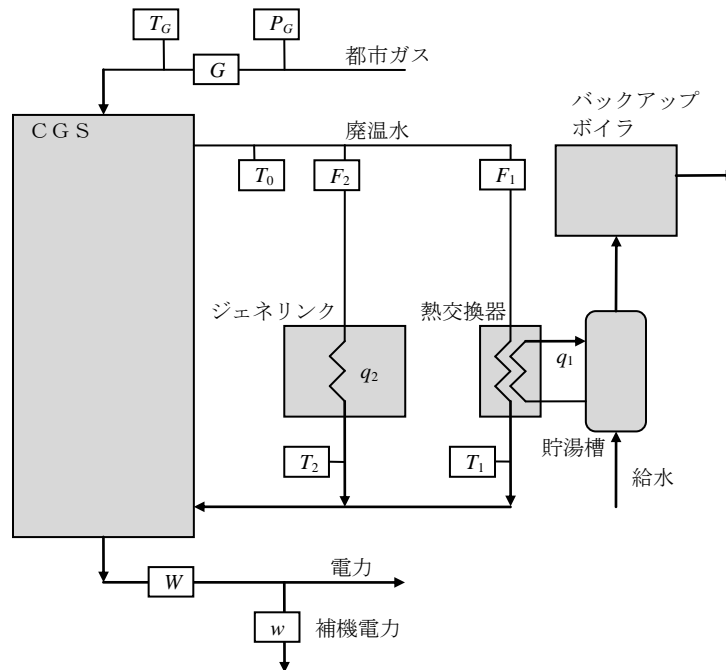 T_G
P_G
G
都市ガス
バックアップ
ボイラ
ＣＧＳ
廃温水
T_0
F_2
F_1
ジェネリンク
熱交換器
q_2
q_1
T_2
T_1
貯湯槽
給水
W
電力
w
補機電力